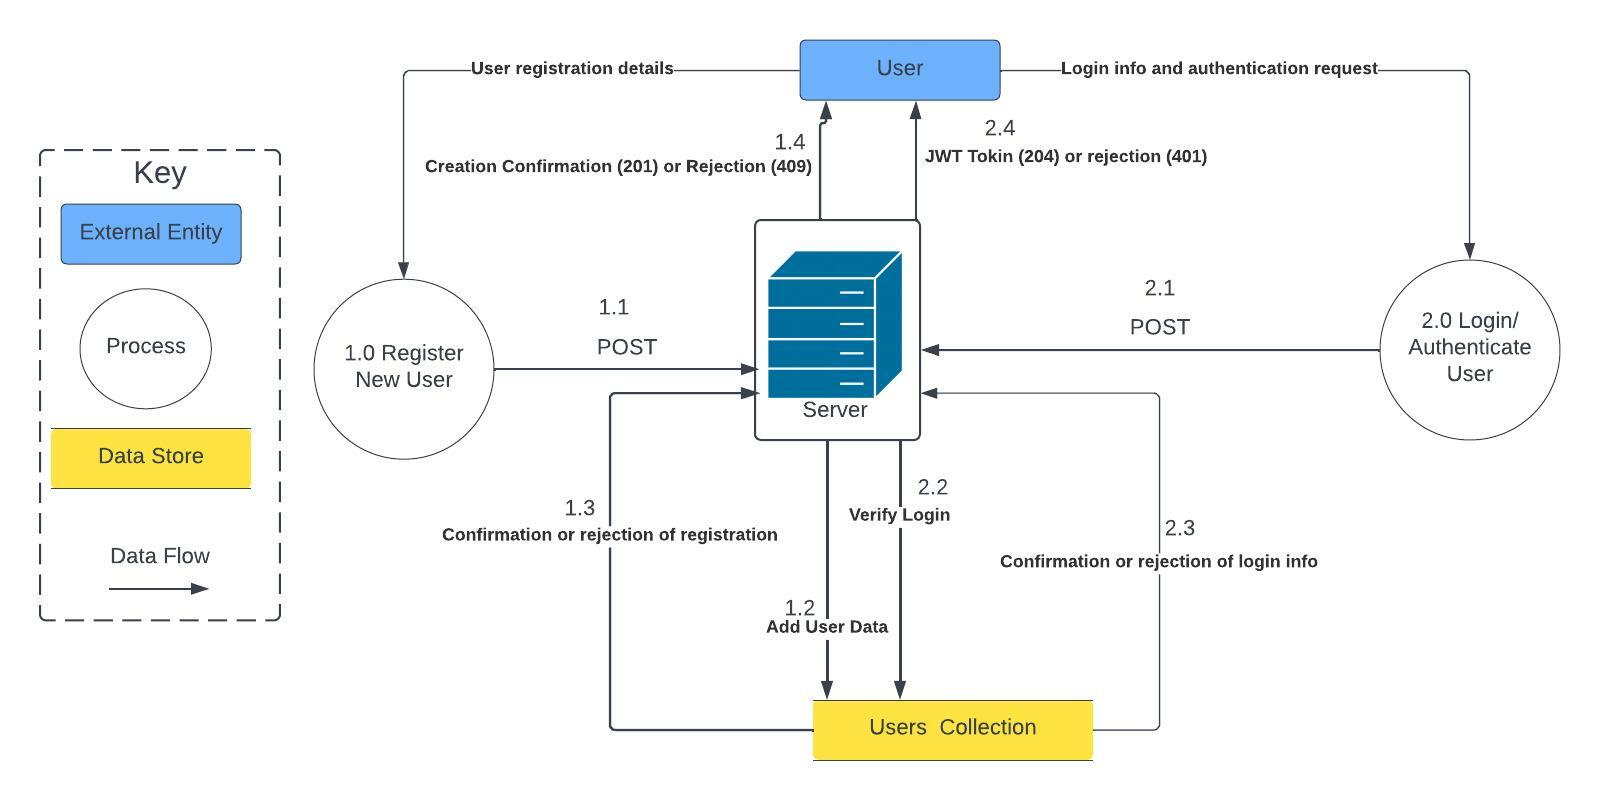 User
User registration details
Login info and authentication request
1.4
Creation Confirmation (201) or Rejection (409)
2.4
JWT Tokin (204) or rejection (401)
Key
External Entity
Process
Data Store
Data Flow
1.0 Register
New User
1.1
POST
Server
2.1
POST
2.0 Login/
Authenticate
User
1.3
Confirmation or rejection of registration
2.2
Verify Login
2.3
Confirmation or rejection of login info
1.2
Add User Data
Users Collection